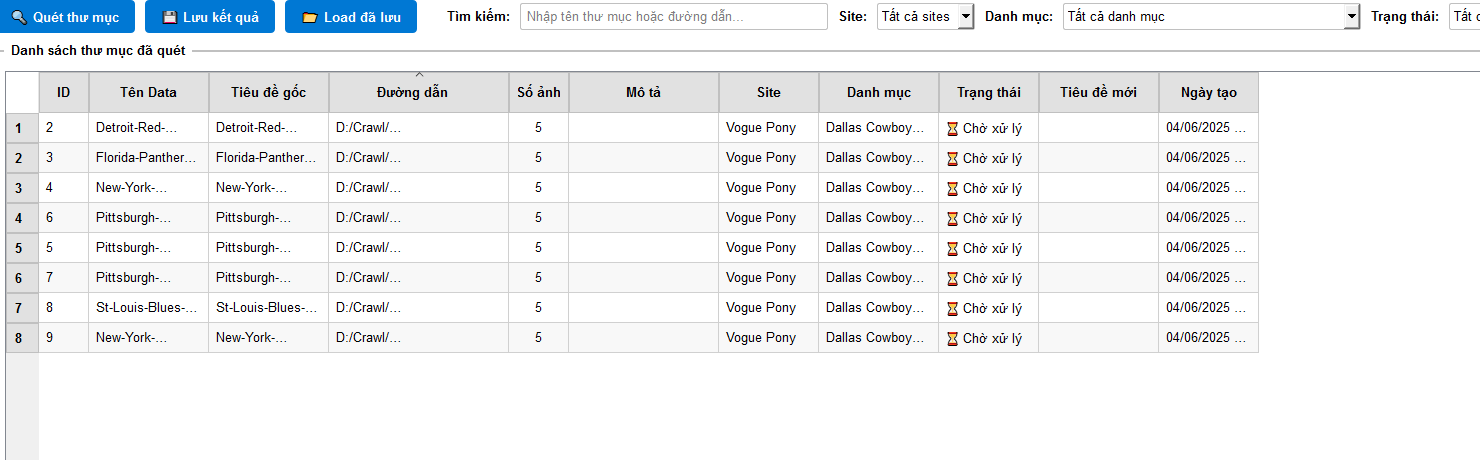 Quét thư mục Lưu kết quả Load đã lưu Tìm kiếm: Nhập tên thư mục hoặc đường dẫn... Site: Tất cả sites Danh mục: Tất cả danh mục Trạng thái:
Danh sách thư mục đã quét
ID Tên Data Tiêu đề gốc Đường dẫn Số ảnh Mô tả Site Danh mục Trạng thái Tiêu đề mới Ngày tạo
1 2 Detroit-Red-... Detroit-Red-... D:/Crawl/... 5 Vogue Pony Dallas Cowboy... Chờ xử lý 04/06/2025 ...
2 3 Florida-Panther... Florida-Panther... D:/Crawl/... 5 Vogue Pony Dallas Cowboy... Chờ xử lý 04/06/2025 ...
3 4 New-York-... New-York-... D:/Crawl/... 5 Vogue Pony Dallas Cowboy... Chờ xử lý 04/06/2025 ...
4 6 Pittsburgh-... Pittsburgh-... D:/Crawl/... 5 Vogue Pony Dallas Cowboy... Chờ xử lý 04/06/2025 ...
5 5 Pittsburgh-... Pittsburgh-... D:/Crawl/... 5 Vogue Pony Dallas Cowboy... Chờ xử lý 04/06/2025 ...
6 7 Pittsburgh-... Pittsburgh-... D:/Crawl/... 5 Vogue Pony Dallas Cowboy... Chờ xử lý 04/06/2025 ...
7 8 St-Louis-Blues-... St-Louis-Blues-... D:/Crawl/... 5 Vogue Pony Dallas Cowboy... Chờ xử lý 04/06/2025 ...
8 9 New-York-... New-York-... D:/Crawl/... 5 Vogue Pony Dallas Cowboy... Chờ xử lý 04/06/2025 ...